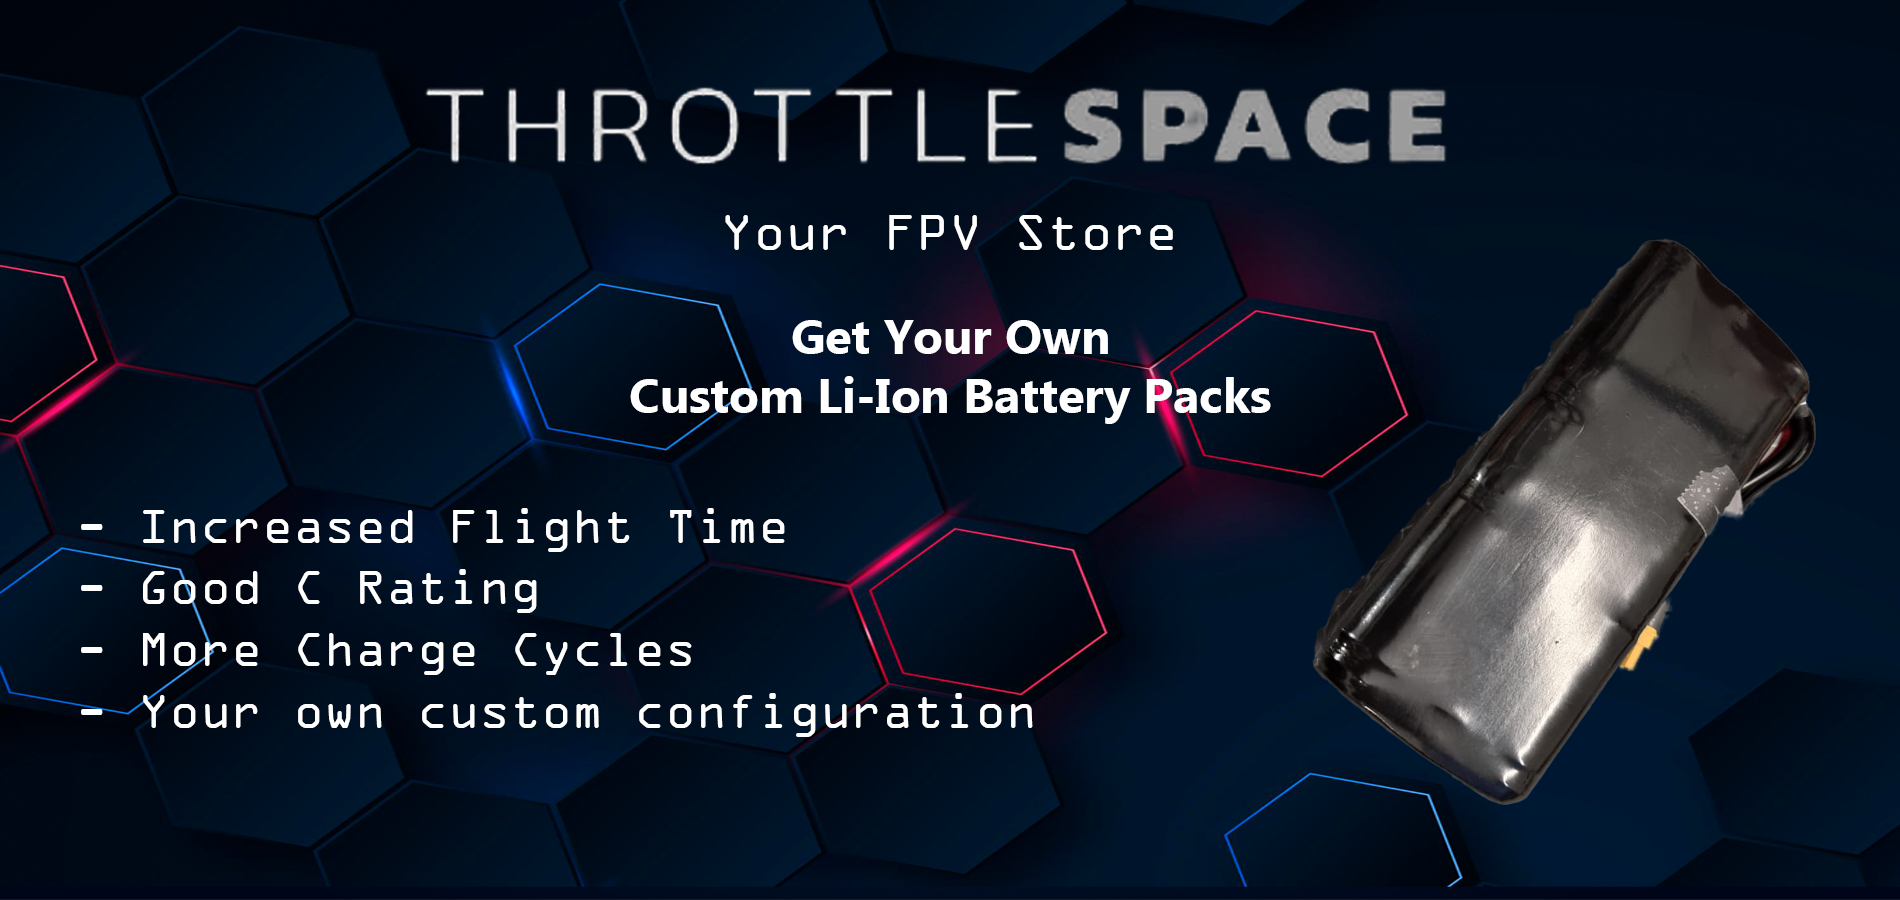 THROTTLESPACE
Your FPV Store
Get Your Own
Custom Li-Ion Battery Packs
- Increased Flight Time
- Good C Rating
- More Charge Cycles
- Your own custom configuration